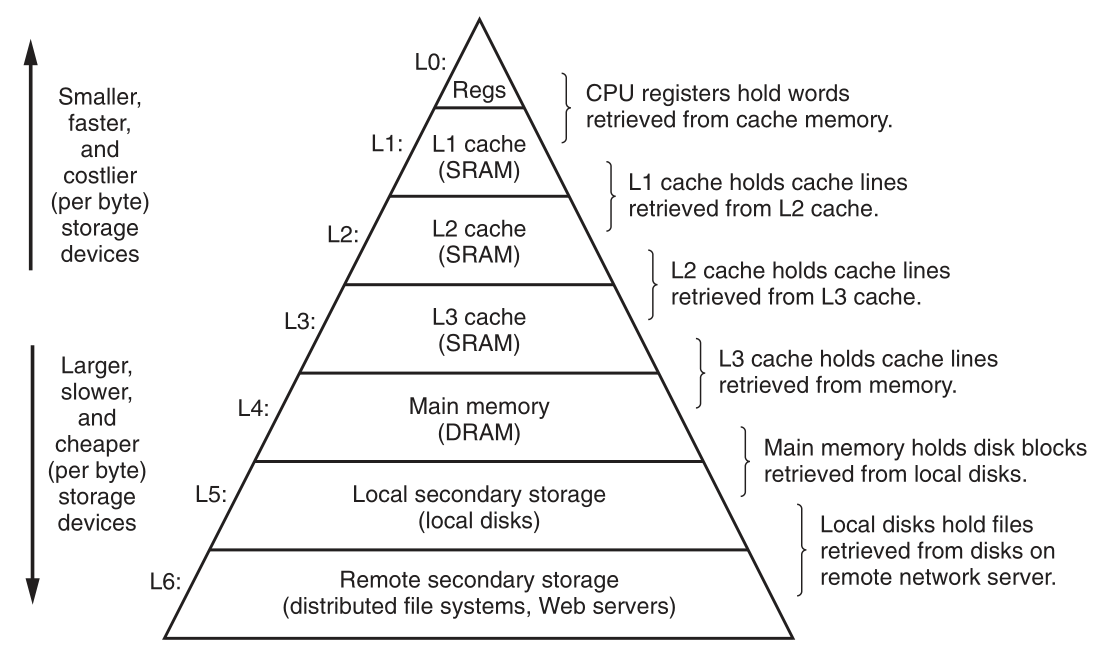 Smaller,
faster,
and
costlier
(per byte)
storage
devices
Larger,
slower,
and
cheaper
(per byte)
storage
devices
L0:
Regs
CPU registers hold words
retrieved from cache memory.
L1:
L1 cache
(SRAM)
L1 cache holds cache lines
retrieved from L2 cache.
L2:
L2 cache
(SRAM)
L2 cache holds cache lines
retrieved from L3 cache.
L3:
L3 cache
(SRAM)
L3 cache holds cache lines
retrieved from memory.
L4:
Main memory
(DRAM)
Main memory holds disk blocks
retrieved from local disks.
L5:
Local secondary storage
(local disks)
Local disks hold files
retrieved from disks on
remote network server.
L6:
Remote secondary storage
(distributed file systems, Web servers)